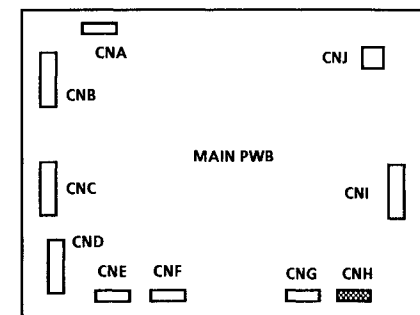 CNA
CNJ
CNB
MAIN PWB
CNC
CNI
CND
CNE CNF CNG CNH